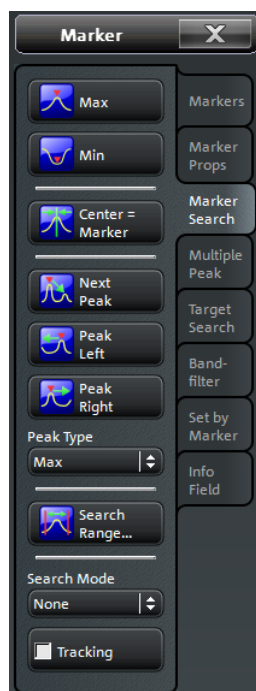 Marker
X
Max
Min
Center =
Marker
Next
Peak
Peak
Left
Peak
Right
Peak Type
Max
Search
Range...
Search Mode
None
Tracking
Markers
Marker
Props
Marker
Search
Multiple
Peak
Target
Search
Band-
filter
Set by
Marker
Info
Field